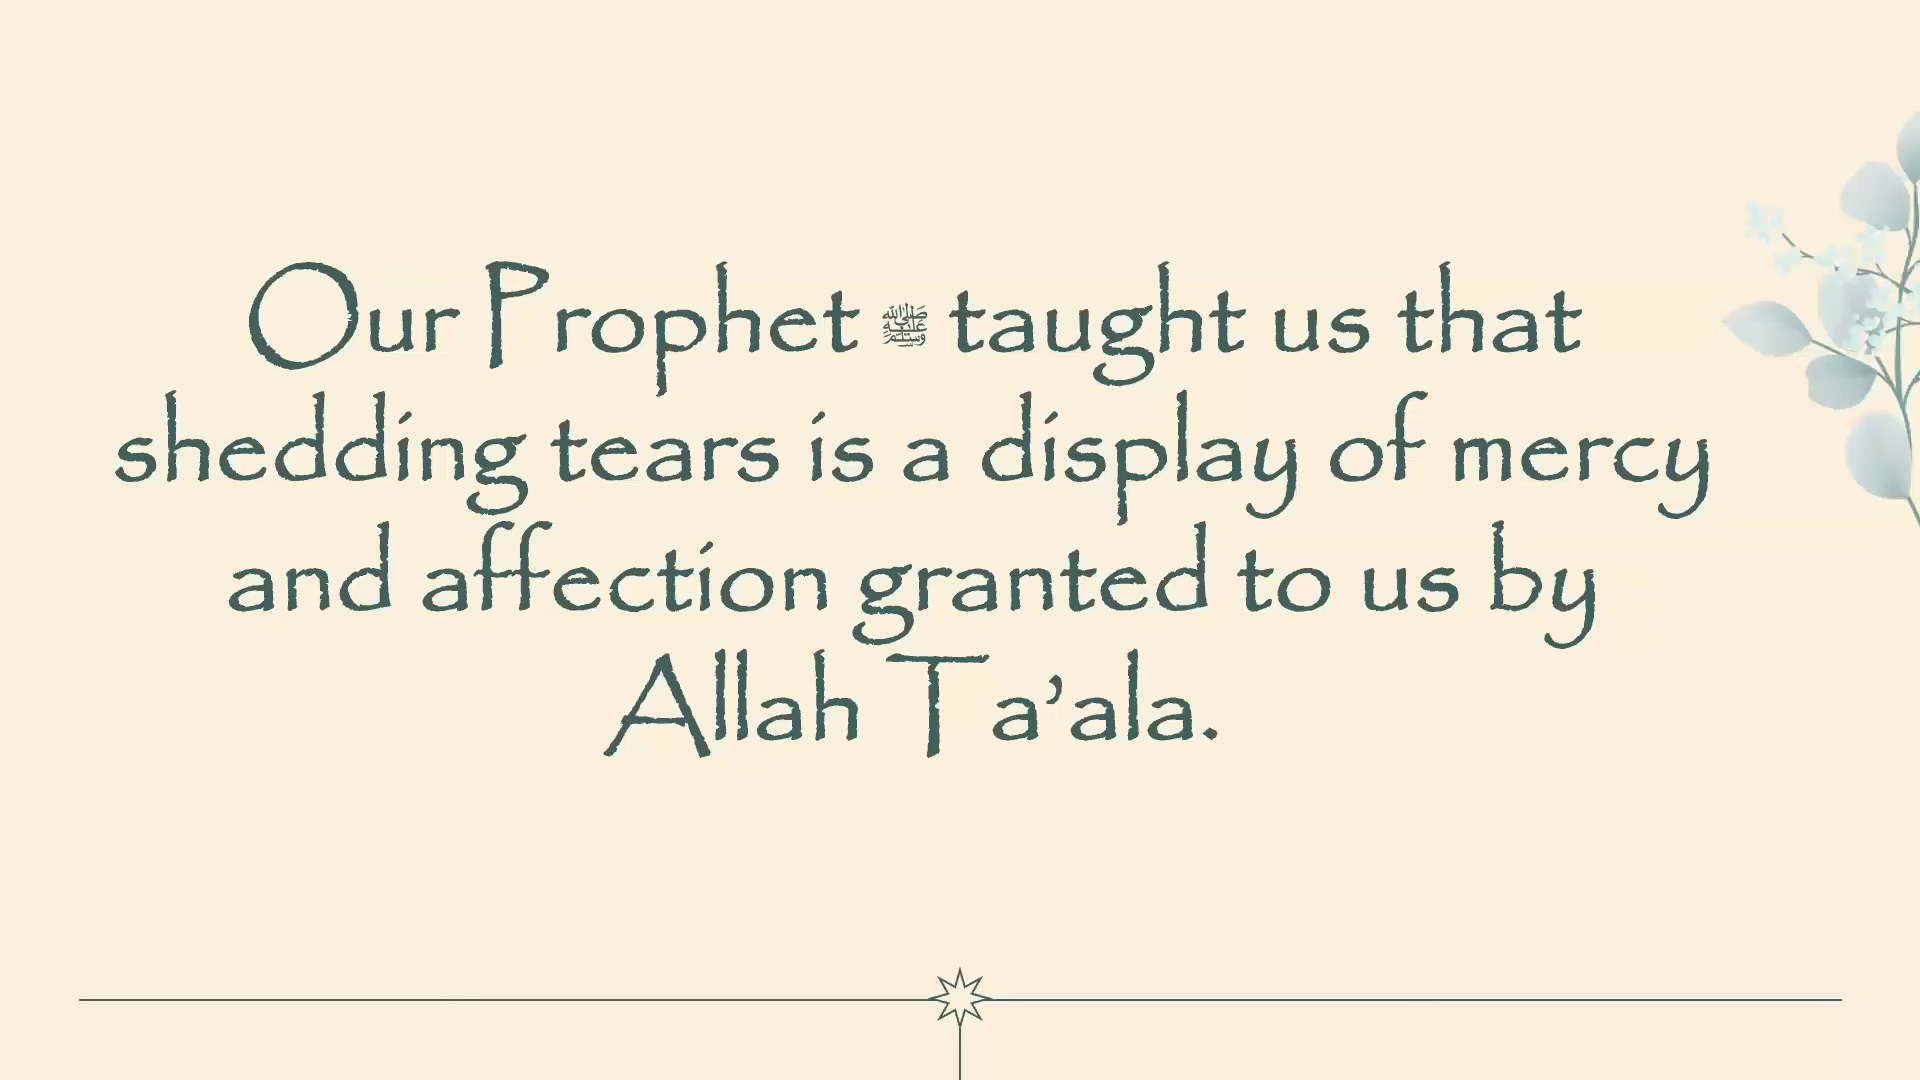 Our Prophet ﷺ taught us that
shedding tears is a display of mercy
and affection granted to us by
Allah Ta’ala.